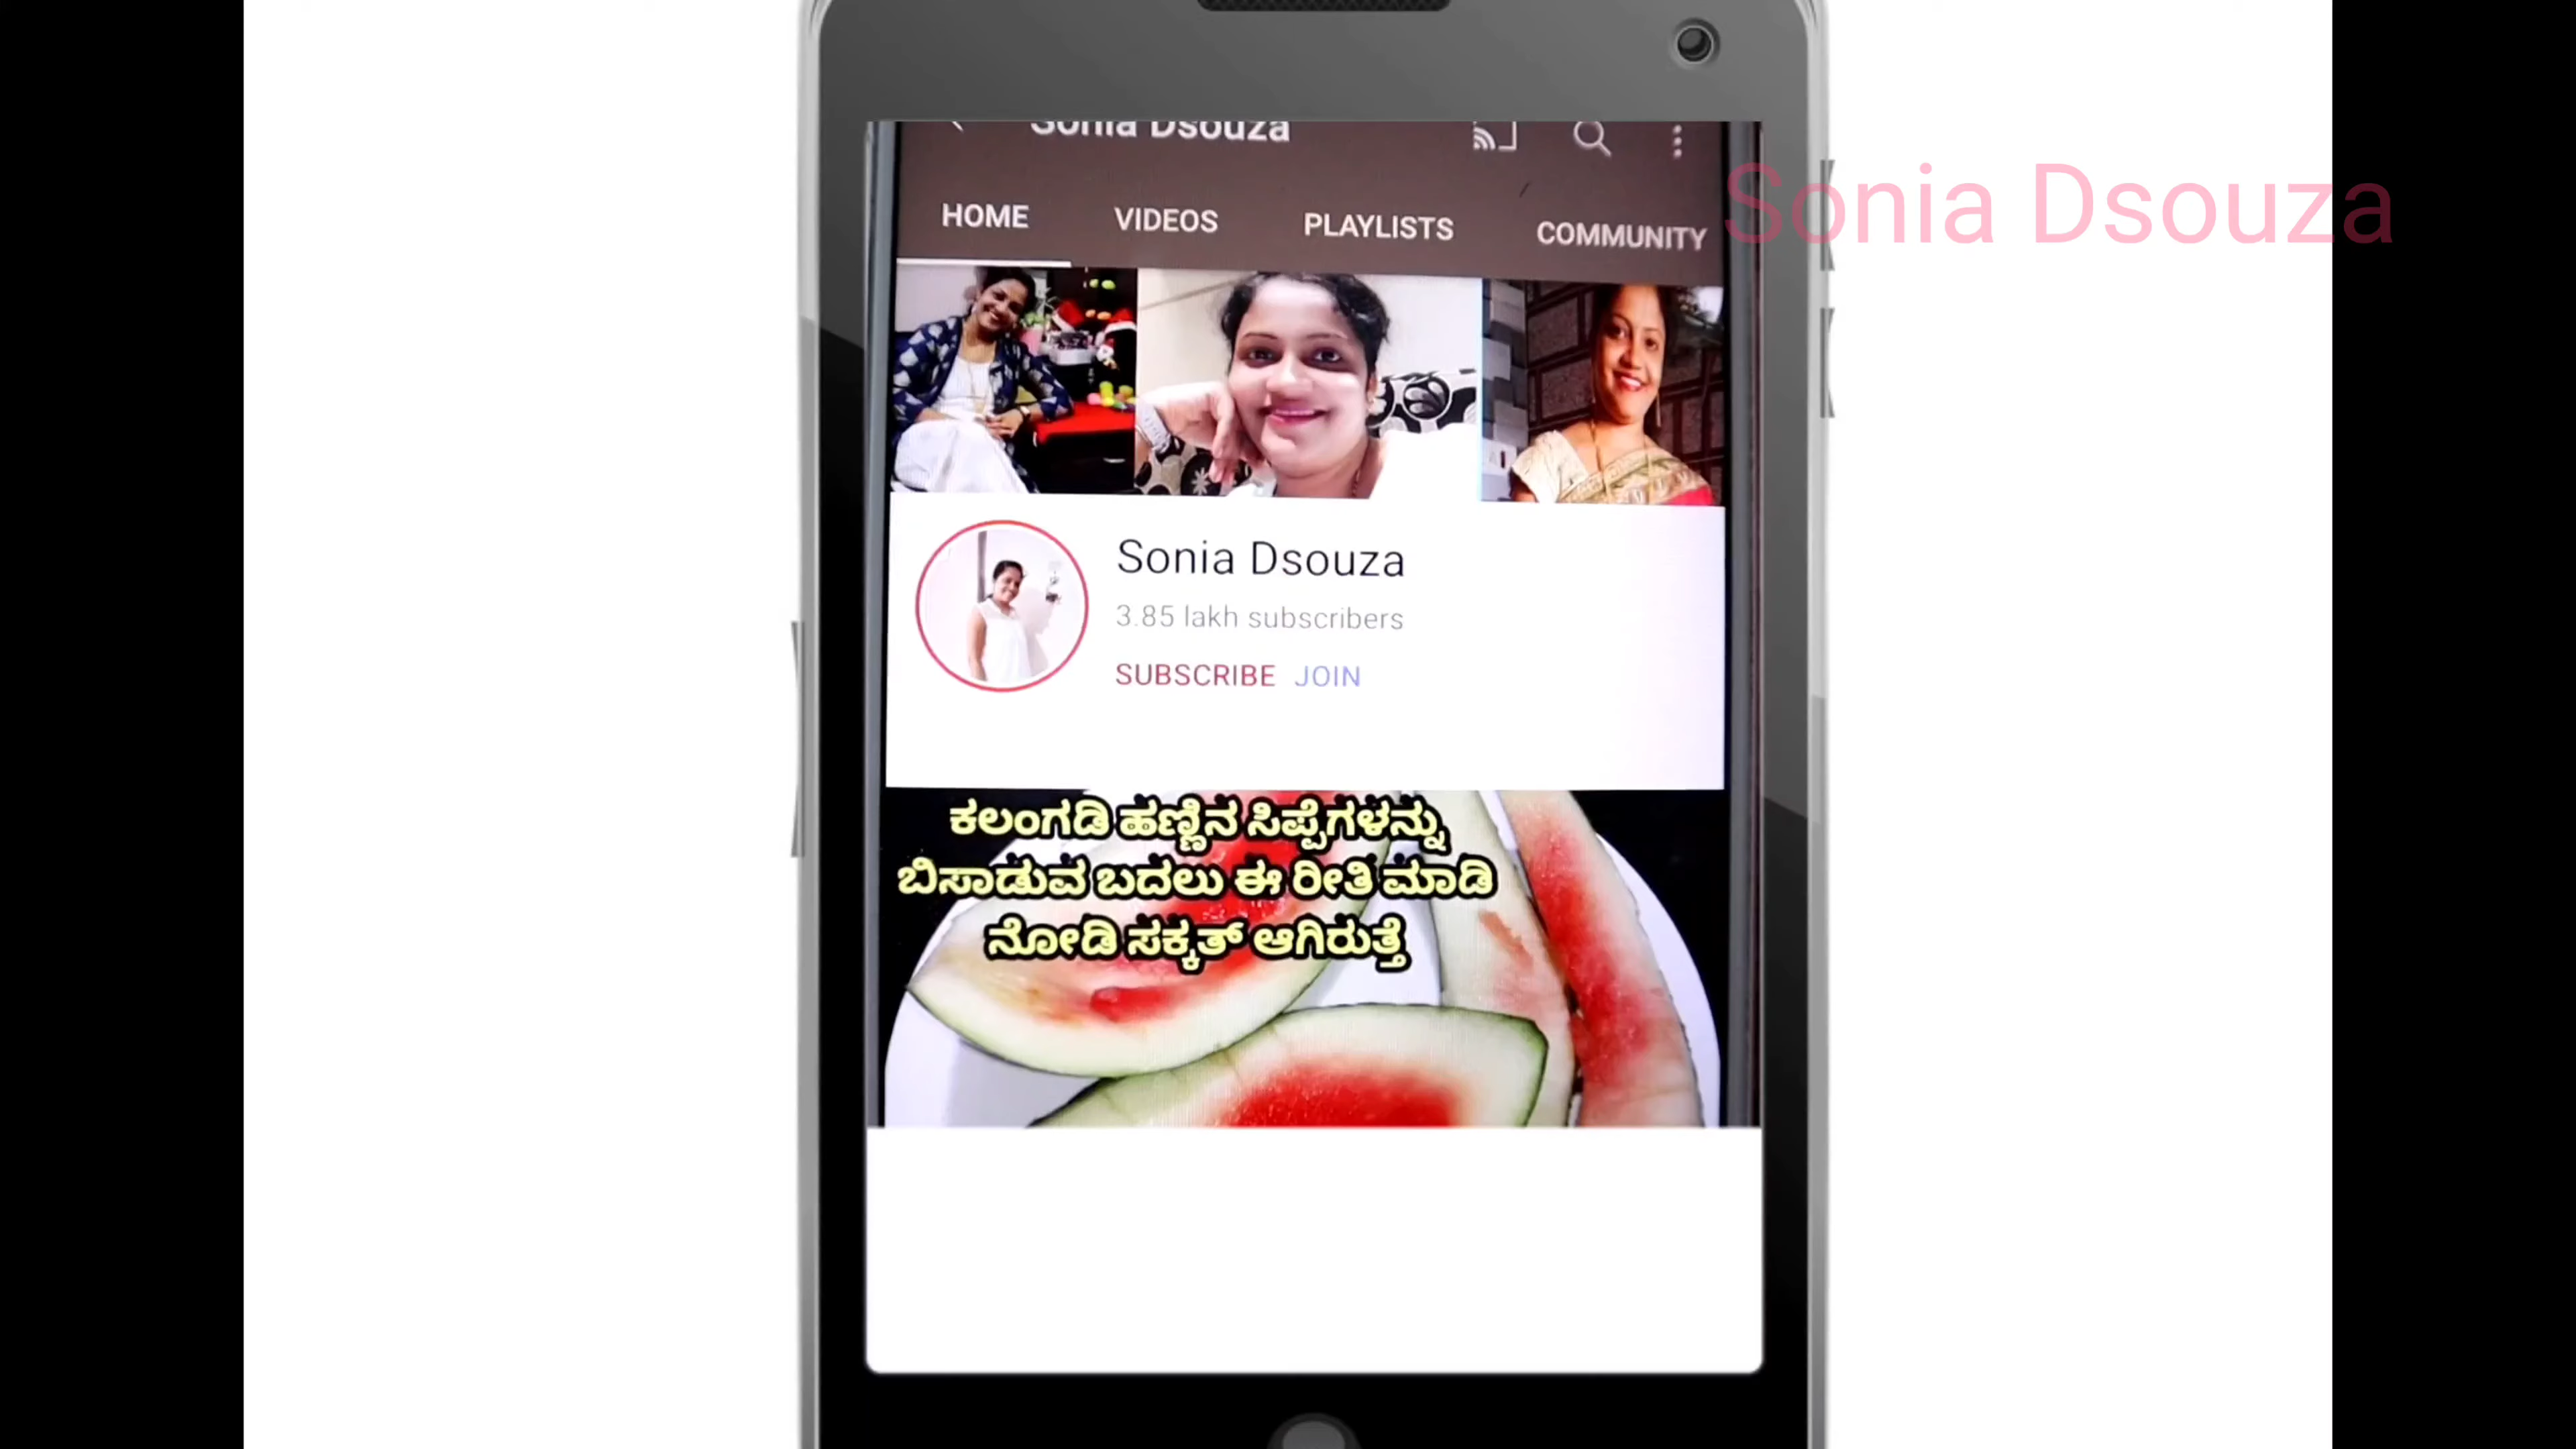 Sonia Dsouza
Sonia Dsouza
HOME VIDEOS PLAYLISTS COMMUNITY
Sonia Dsouza
3.85 lakh subscribers
SUBSCRIBE JOIN
ಕಲಂಗಡಿ ಹಣ್ಣಿನ ಸಿಪ್ಪೆಗಳನ್ನು
ಬಿಸಾಡುವ ಬದಲು ಈ ರೀತಿ ಮಾಡಿ
ನೋಡಿ ಸಕ್ಕತ್ ಆಗಿರುತ್ತೆ